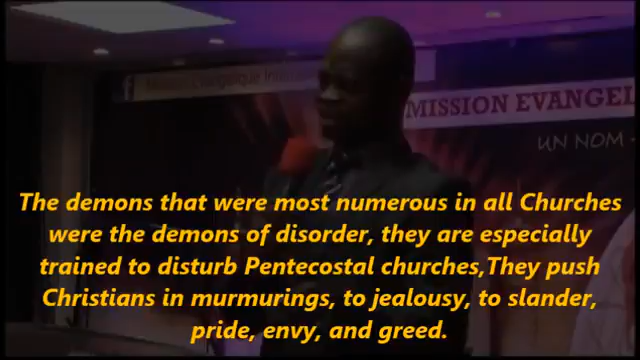 MISSION EVANGEL
UN NOM
The demons that were most numerous in all Churches
were the demons of disorder, they are especially
trained to disturb Pentecostal churches,They push
Christians in murmurings, to jealousy, to slander,
pride, envy, and greed.